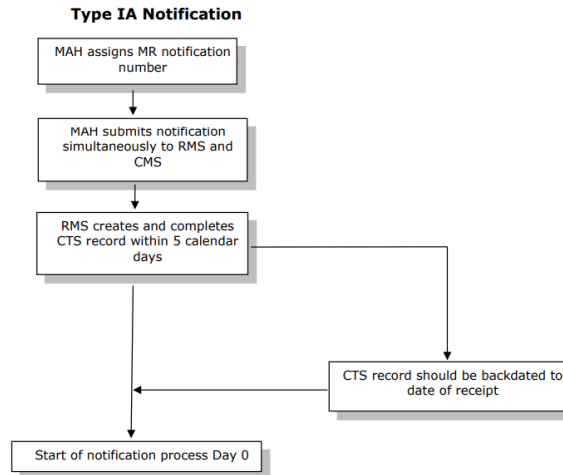 Type IA Notification
MAH assigns MR notification
number
MAH submits notification
simultaneously to RMS and
CMS
RMS creates and completes
CTS record within 5 calendar
days
CTS record should be backdated to
date of receipt
Start of notification process Day 0